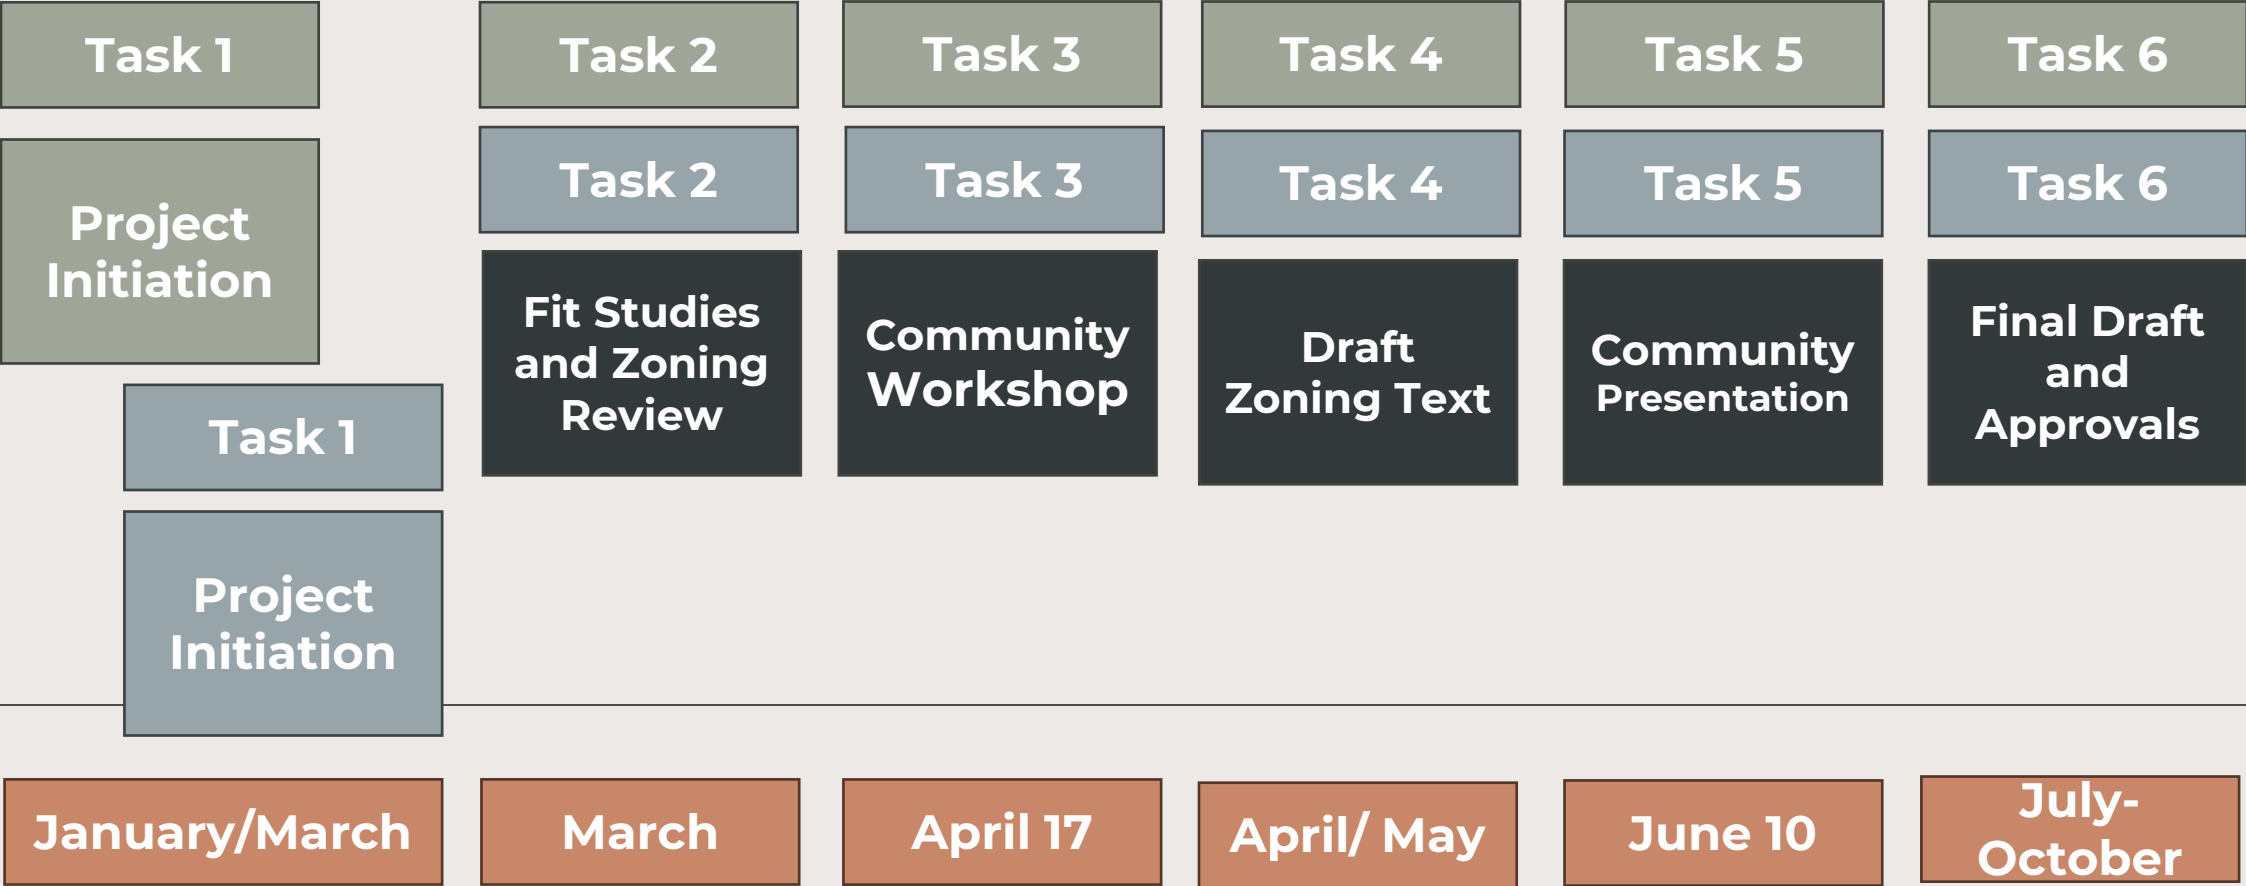 Task 1
Task 2
Task 3
Task 4
Task 5
Task 6
Task 2
Task 3
Task 4
Task 5
Task 6
Project
Initiation
Task 1
Project
Initiation
Fit Studies
and Zoning
Review
Community
Workshop
Draft
Zoning Text
Community
Presentation
Final Draft
and
Approvals
January/March
March
April 17
April/ May
June 10
July-
October